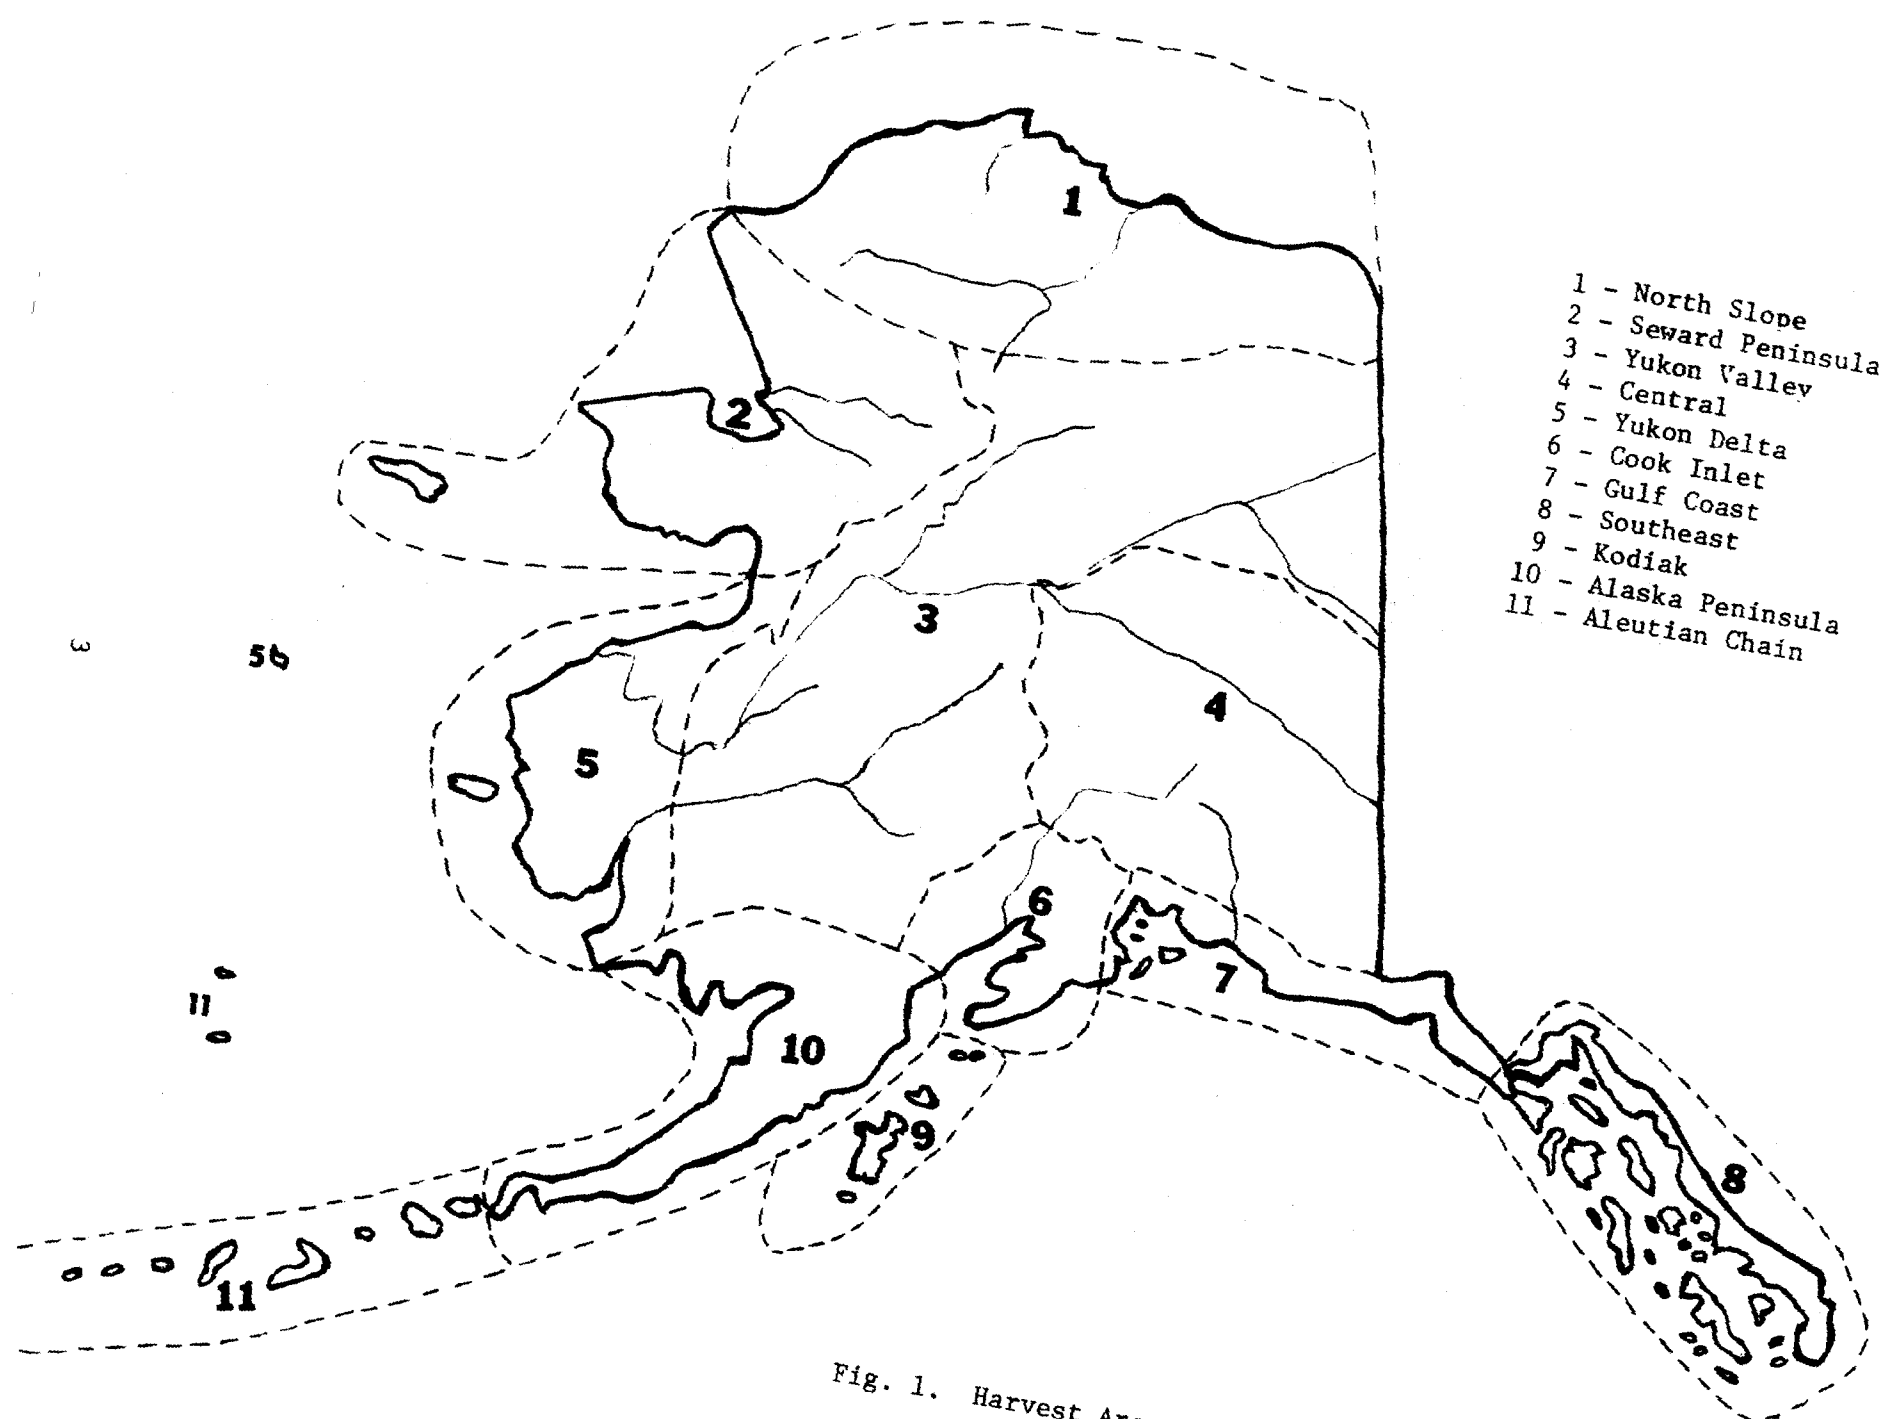 1
2
3
4
5
5b
6
7
8
9
10
11
11
3
1 - North Slope
2 - Seward Peninsula
3 - Yukon Valley
4 - Central
5 - Yukon Delta
6 - Cook Inlet
7 - Gulf Coast
8 - Southeast
9 - Kodiak
10 - Alaska Peninsula
11 - Aleutian Chain
Fig. 1. Harvest